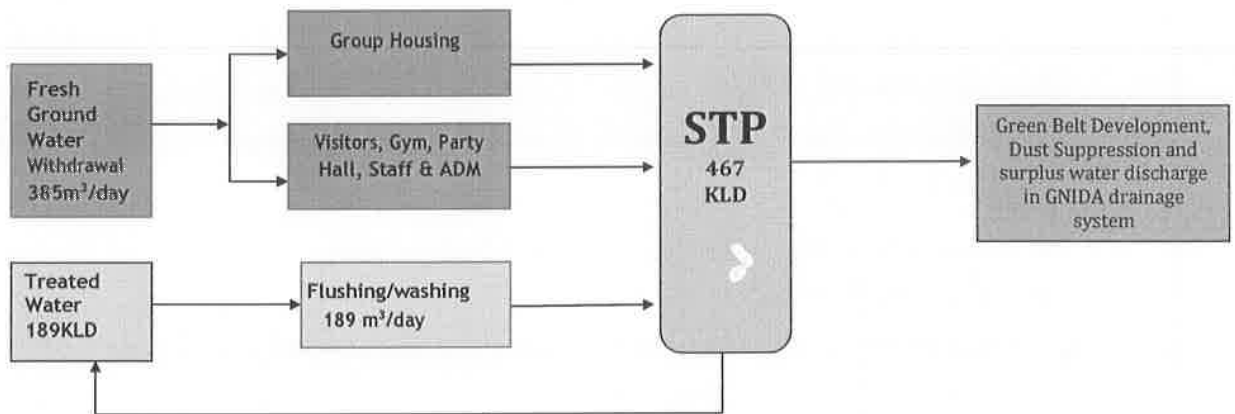 Group Housing
Fresh
Ground
Water
Withdrawal
385m³/day
Visitors, Gym, Party
Hall, Staff & ADM
STP
467
KLD
Green Belt Development,
Dust Suppression and
surplus water discharge
in GNIDA drainage
system
Treated
Water
189KLD
Flushing/washing
189 m³/day